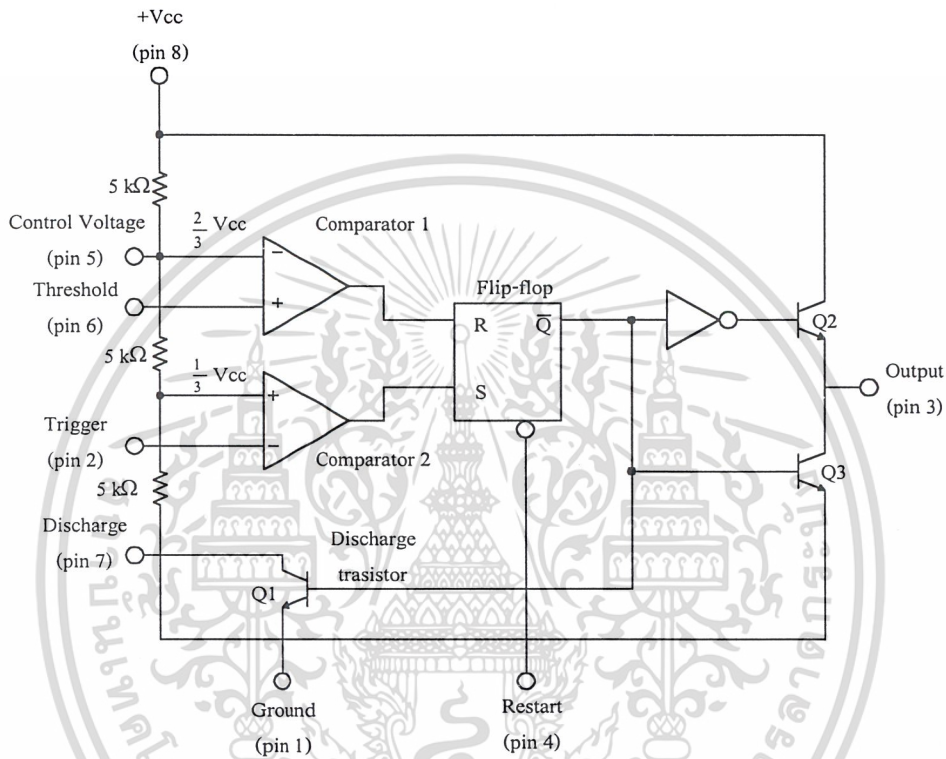 +Vcc
(pin 8)
5 kΩ
Control Voltage
(pin 5)
2/3 Vcc
Comparator 1
Threshold
(pin 6)
Flip-flop
R
Q̅
S
Q2
5 kΩ
1/3 Vcc
Output
(pin 3)
Trigger
(pin 2)
Comparator 2
Q3
5 kΩ
Discharge
(pin 7)
Discharge
trasistor
Q1
Ground
(pin 1)
Restart
(pin 4)